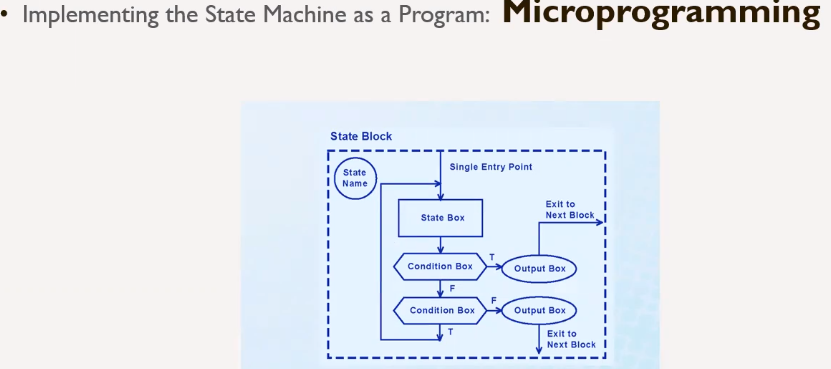 • Implementing the State Machine as a Program: Microprogramming
State Block
State
Name
Single Entry Point
State Box
Exit to
Next Block
Condition Box
T
Output Box
F
Condition Box
F
Output Box
T
Exit to
Next Block